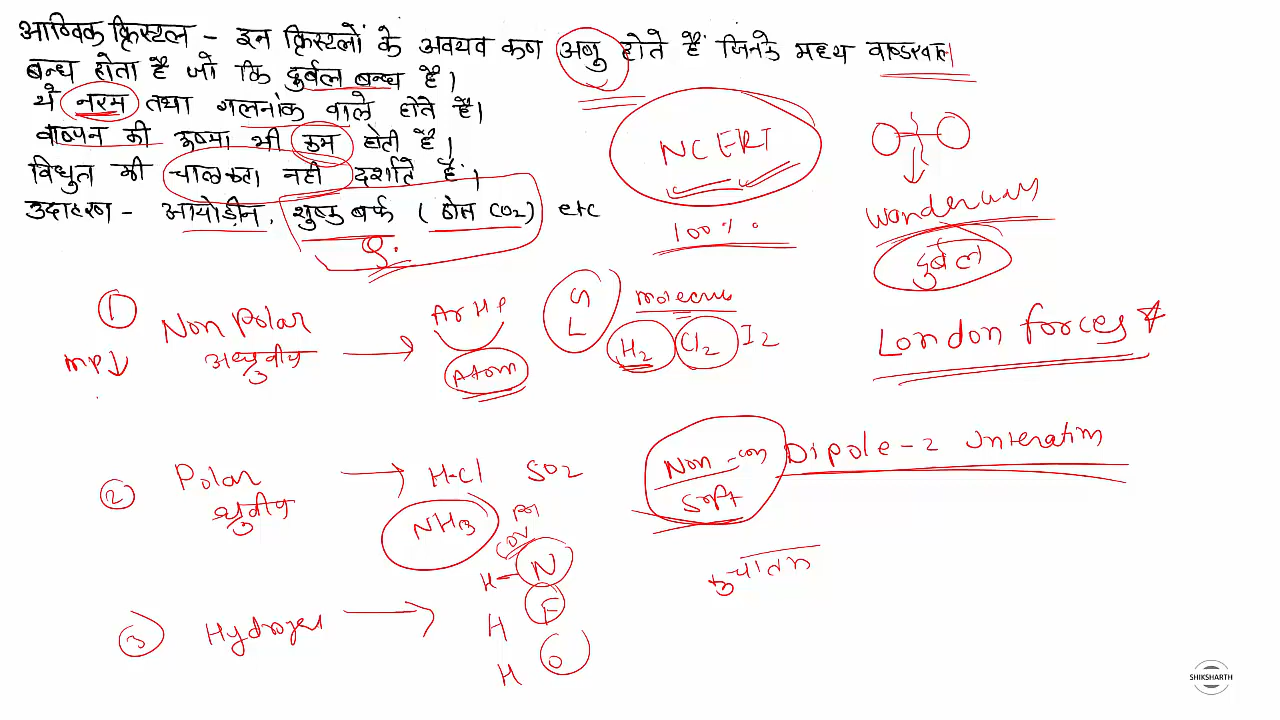 आण्विक क्रिस्टल - इन क्रिस्टलों के अवयव कण अणु होते हैं जिनके मध्य वाण्डरवाल
बन्ध होता है जो कि दुर्बल बन्ध है।
ये नरम तथा गलनांक वाले होते है।
वाष्पन की ऊष्मा भी कम होती है।
विधुत की चालकता नही दर्शाते है।
उदाहरण - आयोडीन, शुष्क बर्फ ( ठोस CO2) etc
NCERT
100%
Wanderwaals
दुर्बल
1 Non Polar
अध्रुवीय
mp↓
Ar He
Atom
S
L
molecule
H2 Cl2 I2
London forces
2 Polar
ध्रुवीय
H-Cl SO2
NH3
Non-con
Soft
Dipole-2 Interation
3 Hydrogen
COV
H-N
H F
H O
SHIKSHARTH